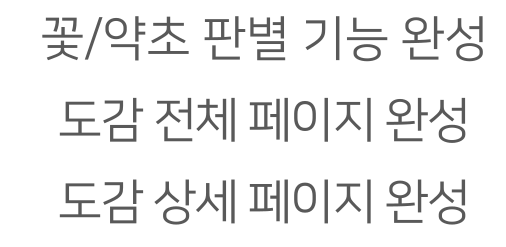 꽃/약초 판별 기능 완성
도감 전체 페이지 완성
도감 상세 페이지 완성